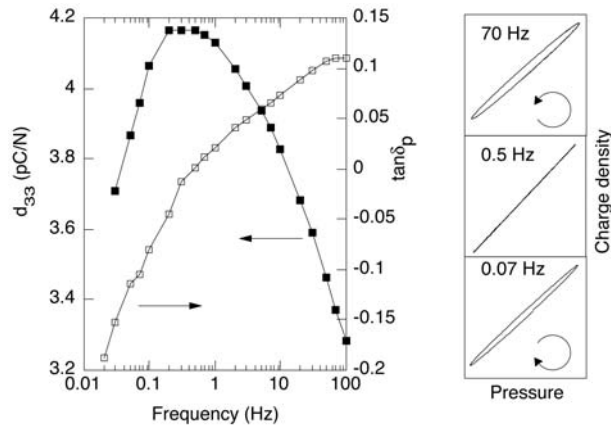 4.2
4
3.8
3.6
3.4
3.2
d33 (pC/N)
0.15
0.1
0.05
0
-0.05
-0.1
-0.15
-0.2
tanδp
0.01
0.1
1
10
100
Frequency (Hz)
70 Hz
0.5 Hz
0.07 Hz
Charge density
Pressure